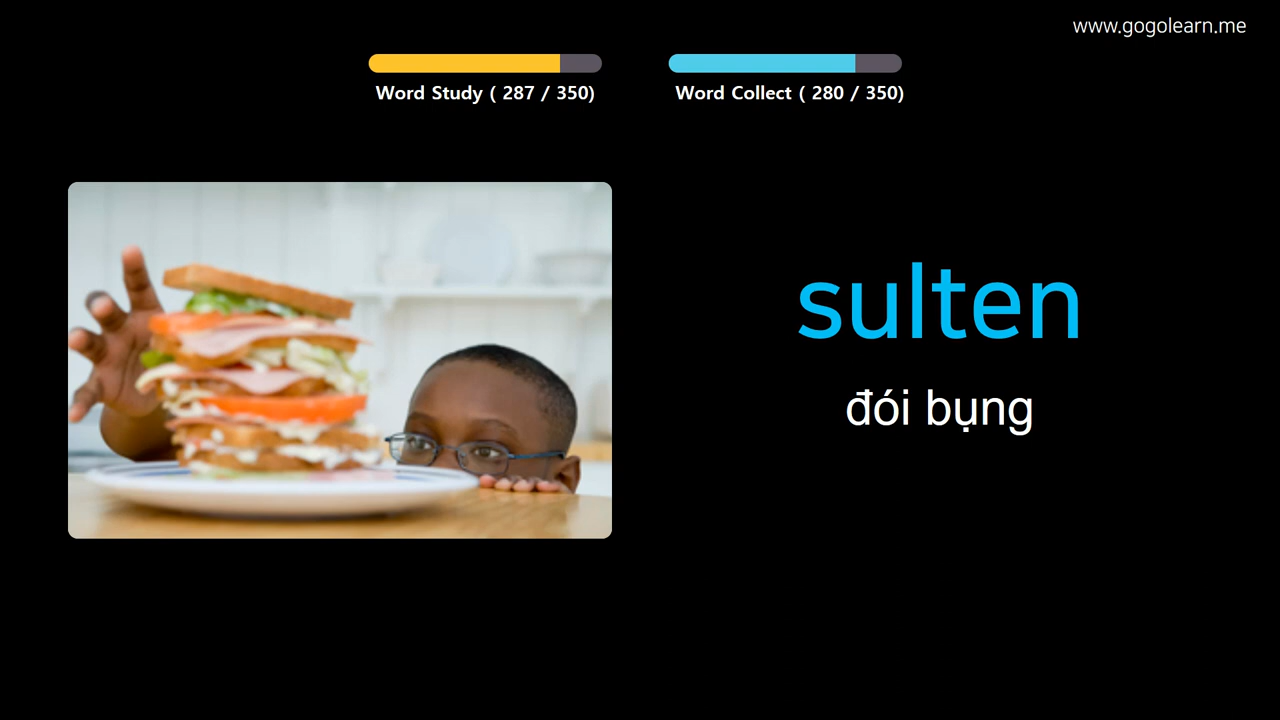 www.gogolearn.me
Word Study ( 287 / 350)
Word Collect ( 280 / 350)
sulten
đói bụng